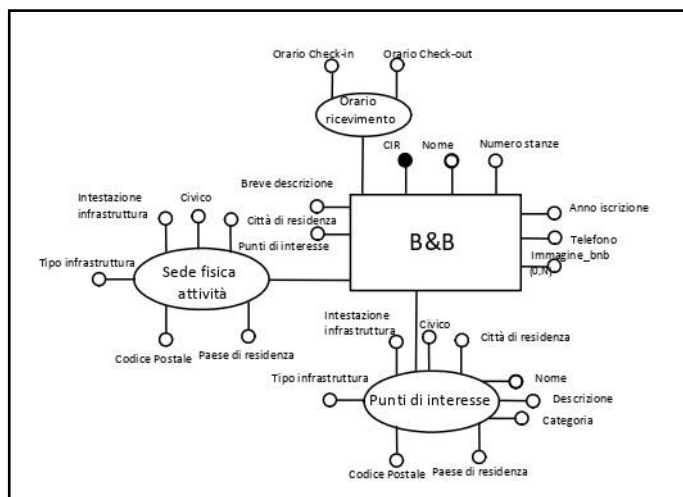 Orario Check-in
Orario Check-out
Orario
ricevimento
CIR
Nome
Numero stanze
Breve descrizione
Intestazione
infrastruttura
Civico
Città di residenza
Punti di interesse
B&B
Anno iscrizione
Telefono
Immagine_bnb
(0,N)
Tipo infrastruttura
Sede fisica
attività
Codice Postale
Paese di residenza
Intestazione
infrastruttura
Civico
Città di residenza
Tipo infrastruttura
Punti di interesse
Nome
Descrizione
Categoria
Codice Postale
Paese di residenza